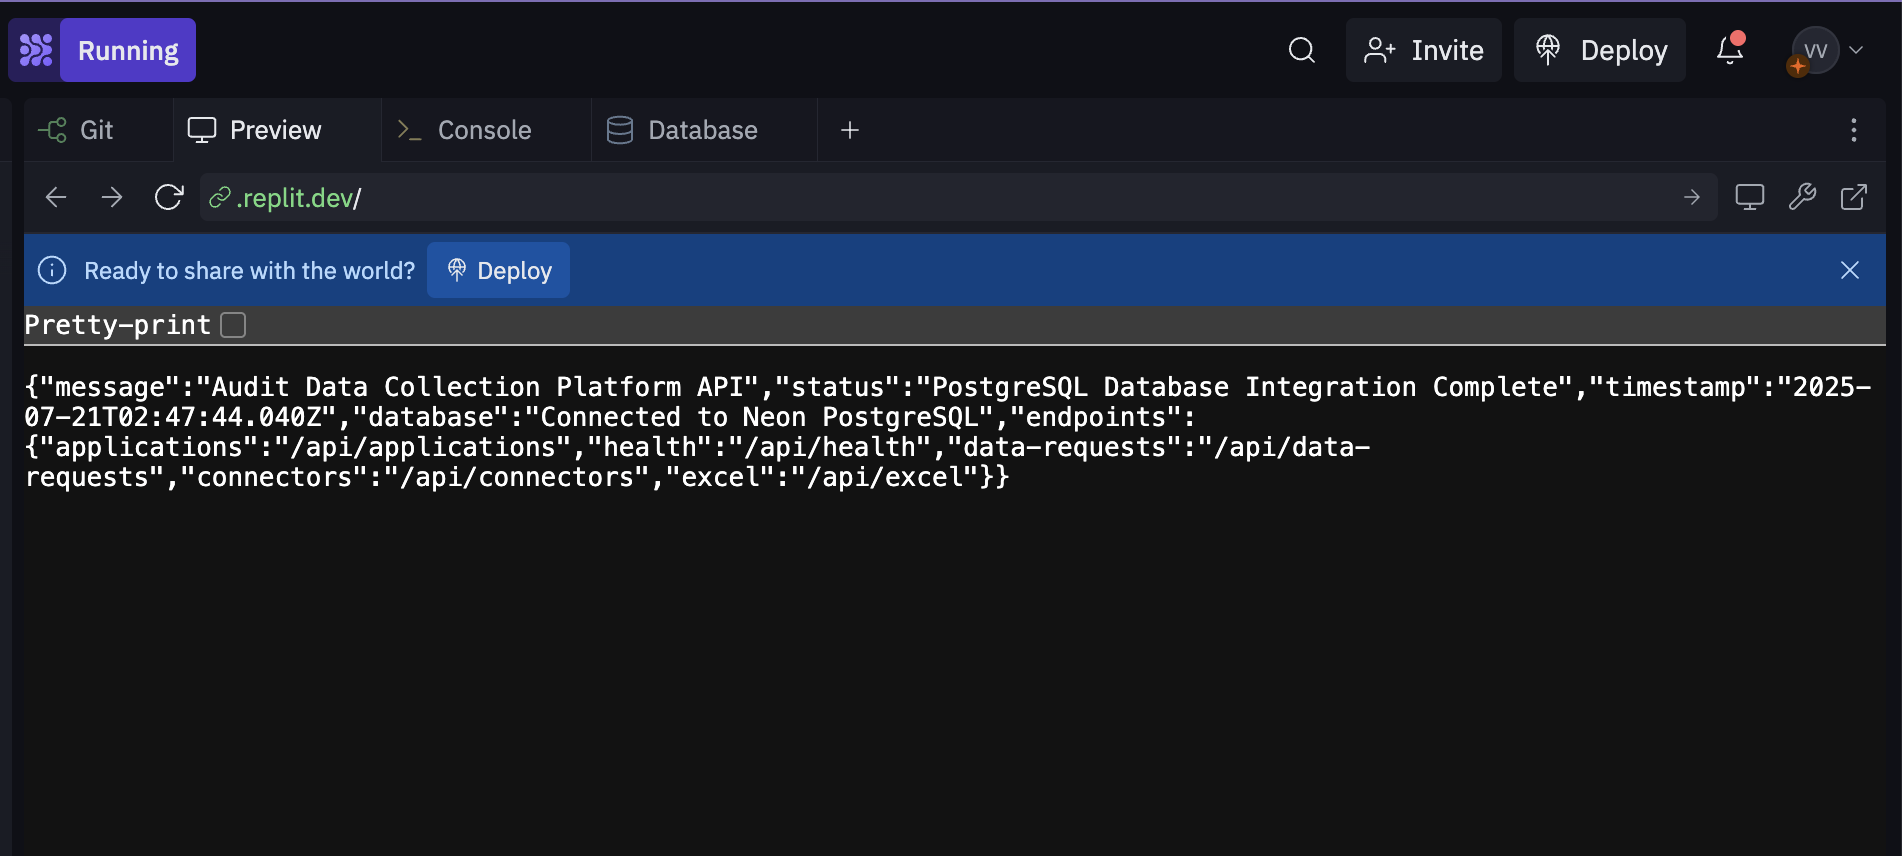 Running
Invite
Deploy
VV
Git
Preview
Console
Database
.replit.dev/
Ready to share with the world?
Deploy
Pretty-print
{"message":"Audit Data Collection Platform API","status":"PostgreSQL Database Integration Complete","timestamp":"2025-
07-21T02:47:44.040Z","database":"Connected to Neon PostgreSQL","endpoints":
{"applications":"/api/applications","health":"/api/health","data-requests":"/api/data-
requests","connectors":"/api/connectors","excel":"/api/excel"}}